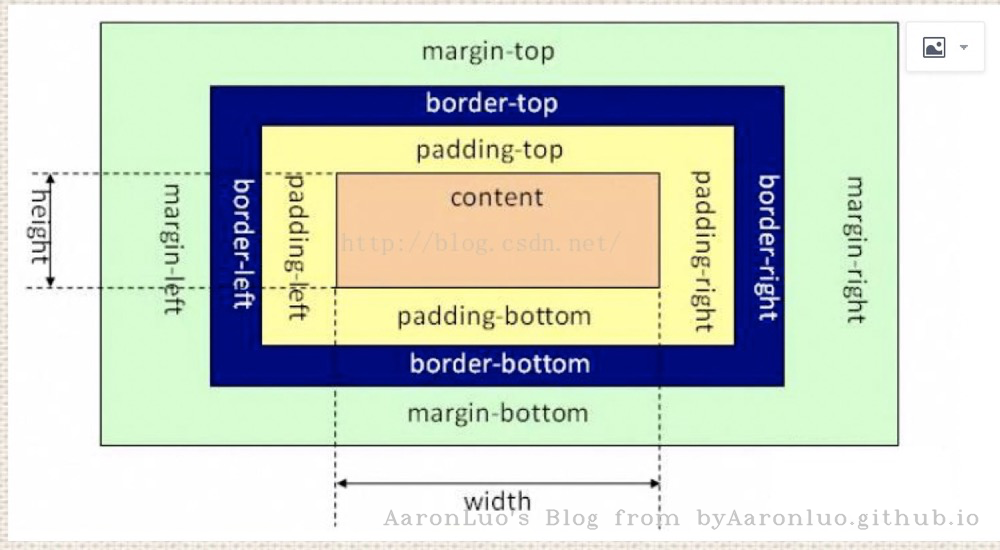 margin-top
border-top
padding-top
content
http://blog.csdn.net/
height
margin-left
border-left
padding-left
padding-right
border-right
margin-right
padding-bottom
border-bottom
margin-bottom
width
AaronLuo's Blog from byAaronluo.github.io